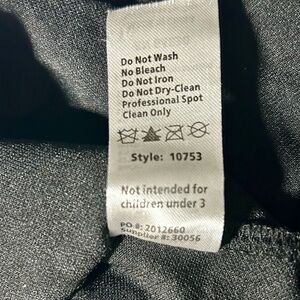 Do Not Wash
No Bleach
Do Not Iron
Do Not Dry-Clean
Professional Spot
Clean Only
Style: 10753
Not intended for
children under 3
PO #: 2012660
Supplier #: 30056